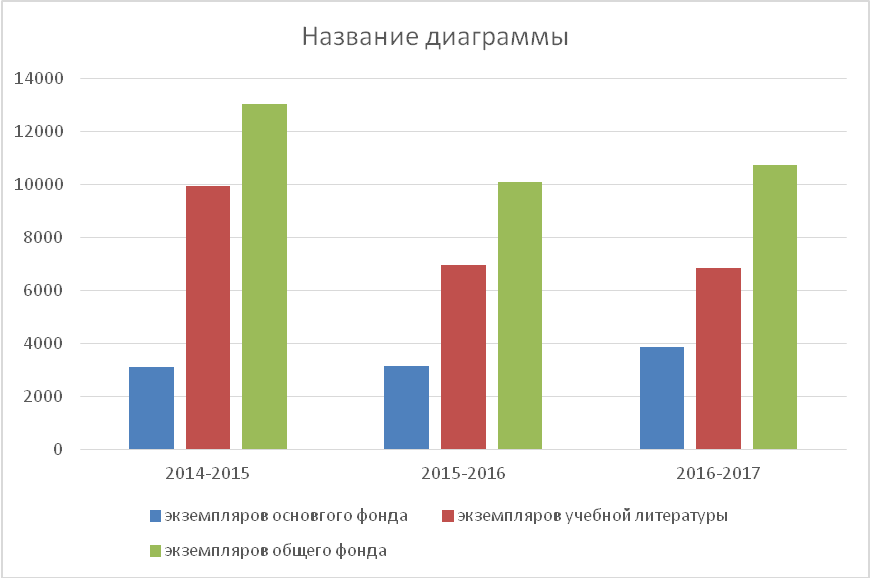 Название диаграммы
14000
12000
10000
8000
6000
4000
2000
0
2014-2015 2015-2016 2016-2017
экземпляров основгого фонда экземпляров учебной литературы
экземпляров общего фонда